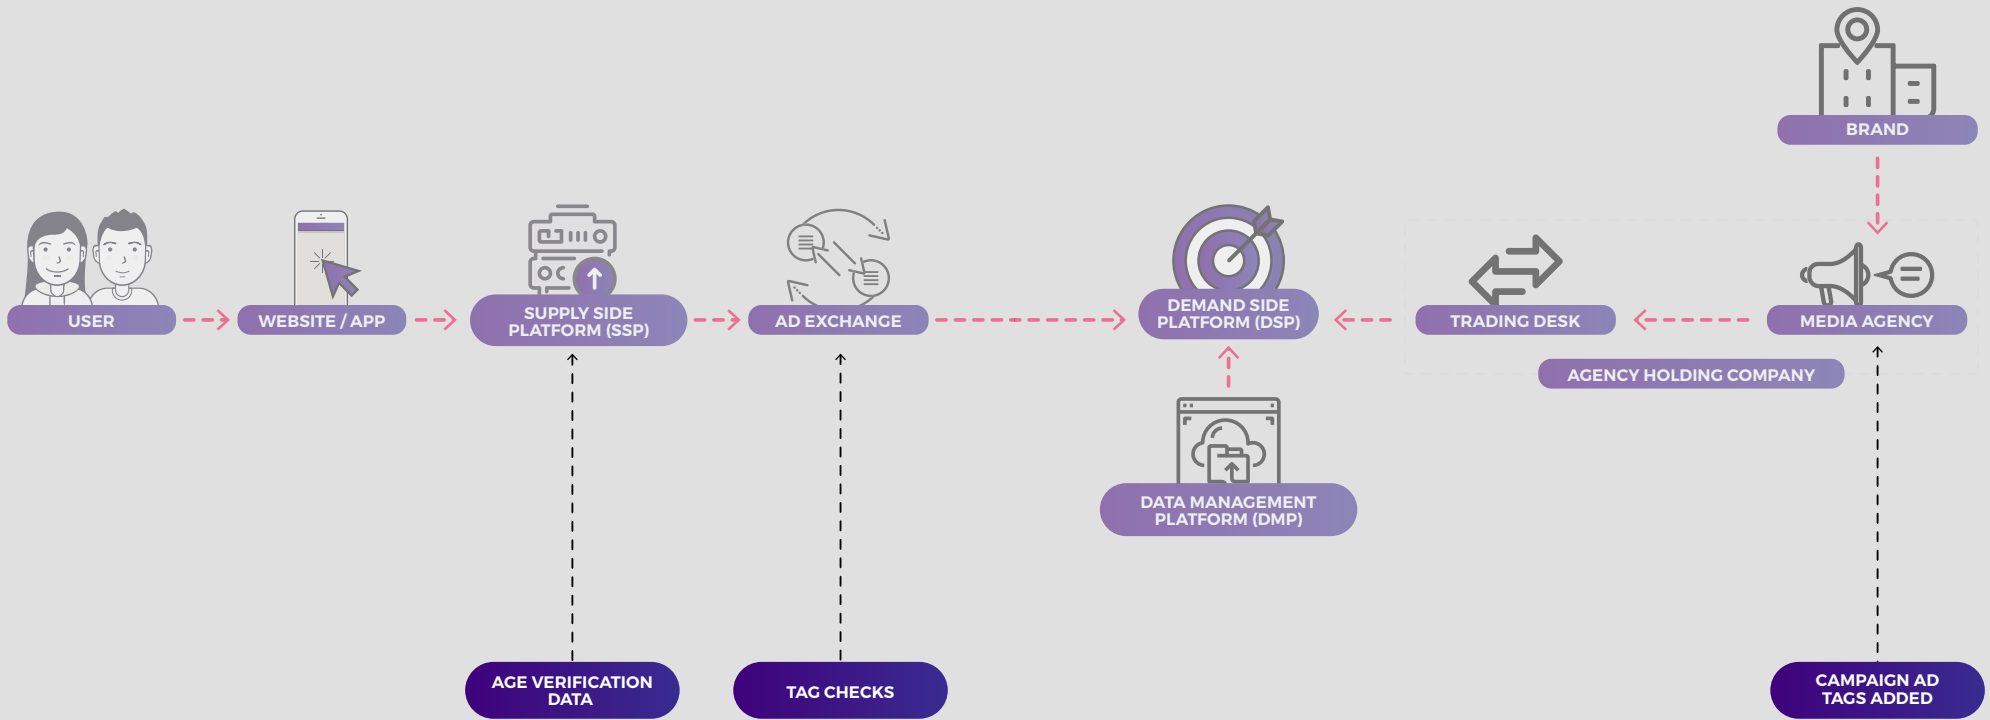 BRAND
USER
WEBSITE / APP
SUPPLY SIDE
PLATFORM (SSP)
AD EXCHANGE
DEMAND SIDE
PLATFORM (DSP)
TRADING DESK
MEDIA AGENCY
AGENCY HOLDING COMPANY
DATA MANAGEMENT
PLATFORM (DMP)
AGE VERIFICATION
DATA
TAG CHECKS
CAMPAIGN AD
TAGS ADDED